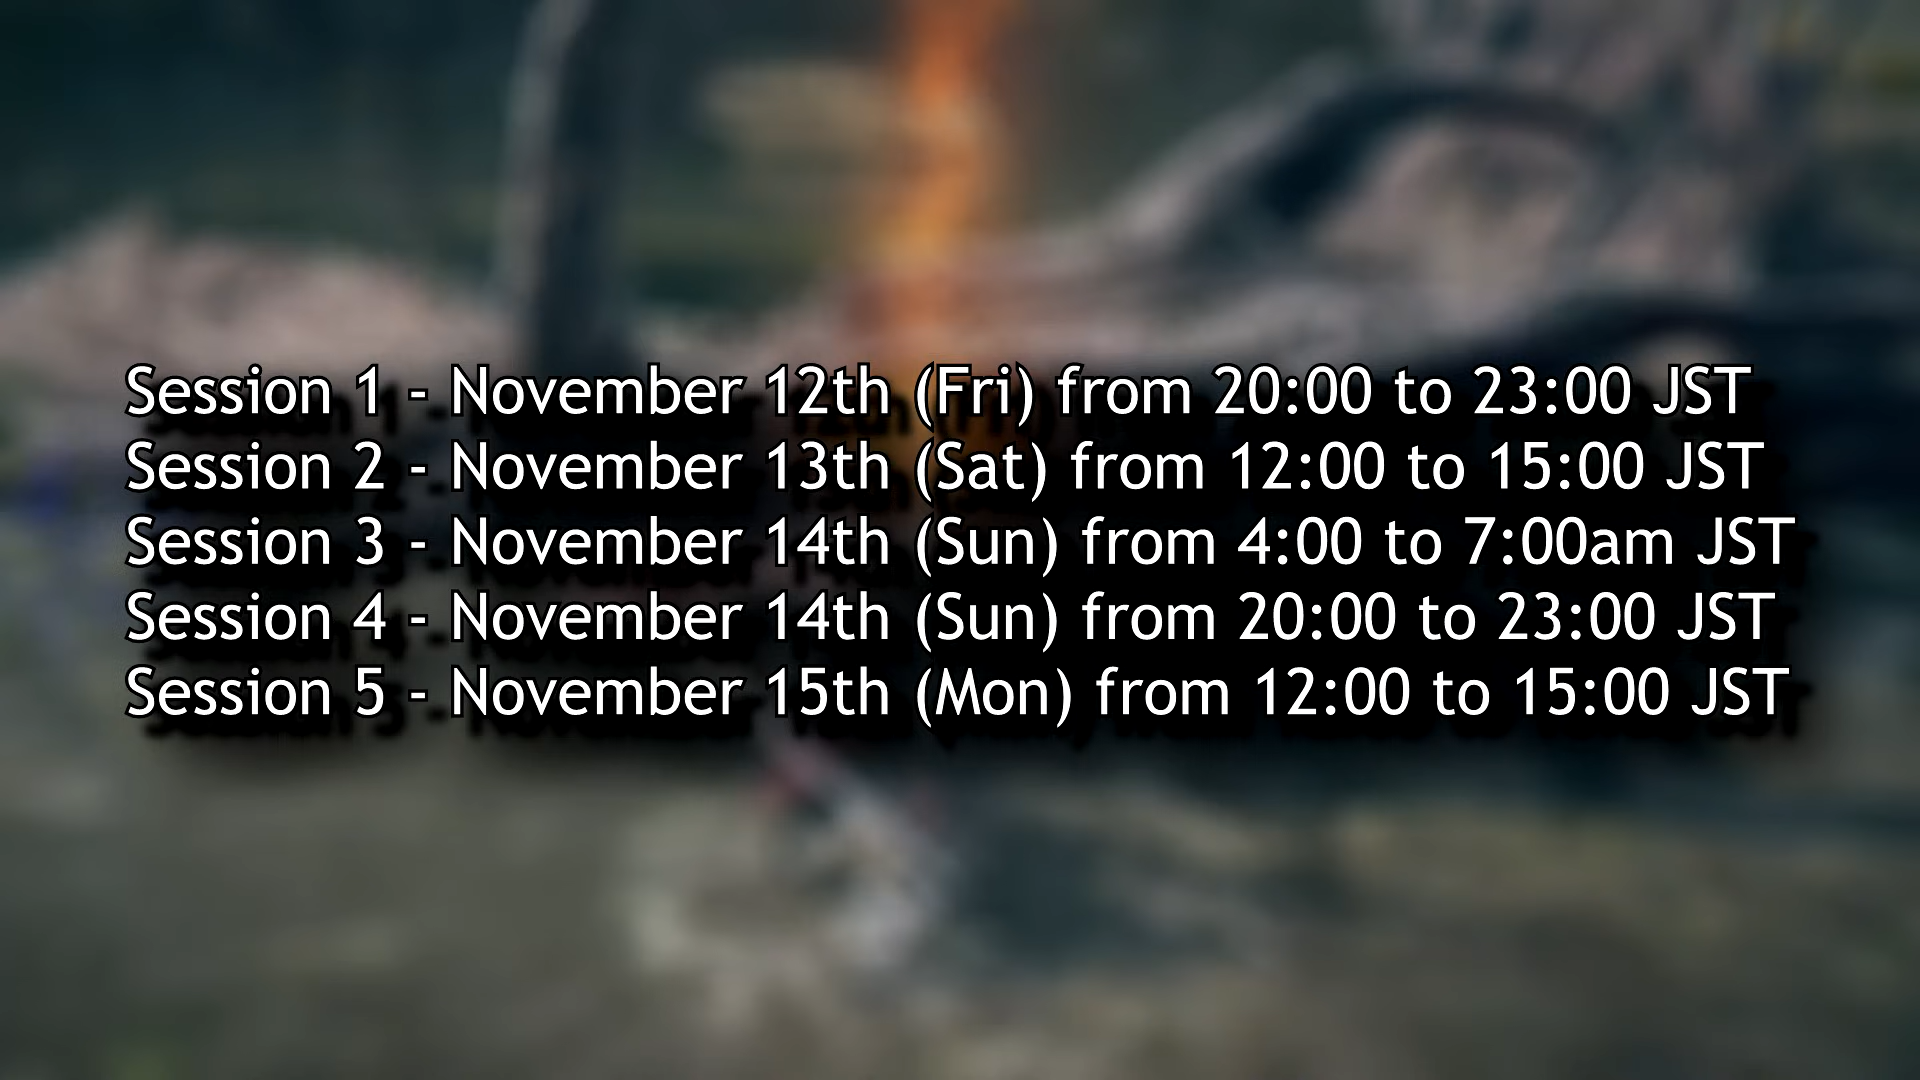 Session 1 - November 12th (Fri) from 20:00 to 23:00 JST
Session 2 - November 13th (Sat) from 12:00 to 15:00 JST
Session 3 - November 14th (Sun) from 4:00 to 7:00am JST
Session 4 - November 14th (Sun) from 20:00 to 23:00 JST
Session 5 - November 15th (Mon) from 12:00 to 15:00 JST